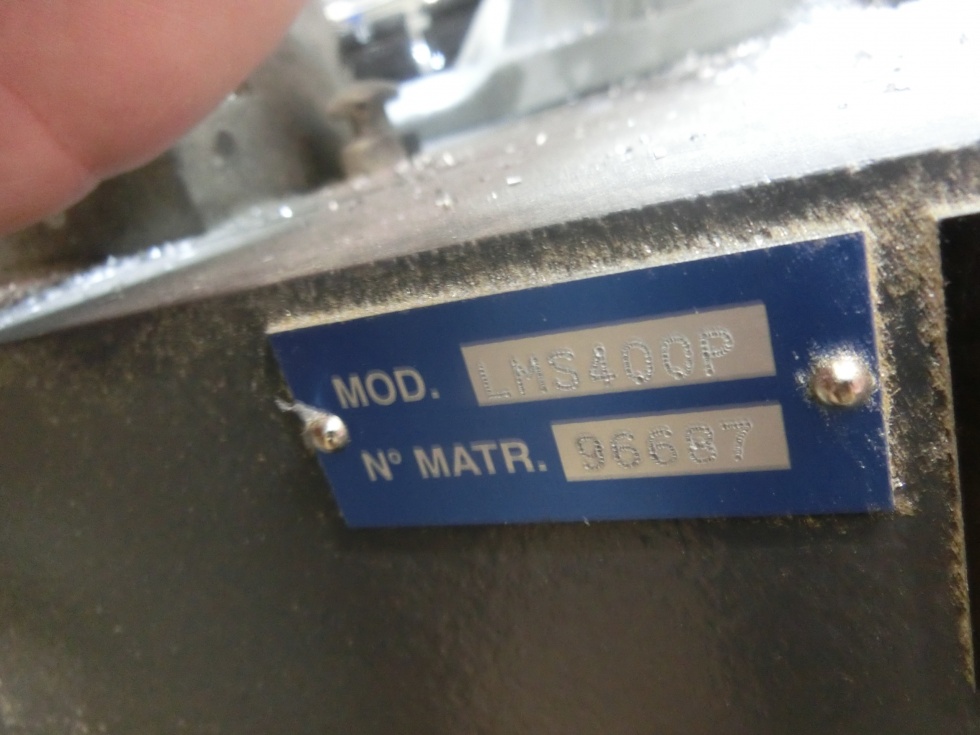 MOD. LMS400P
N° MATR. 96687